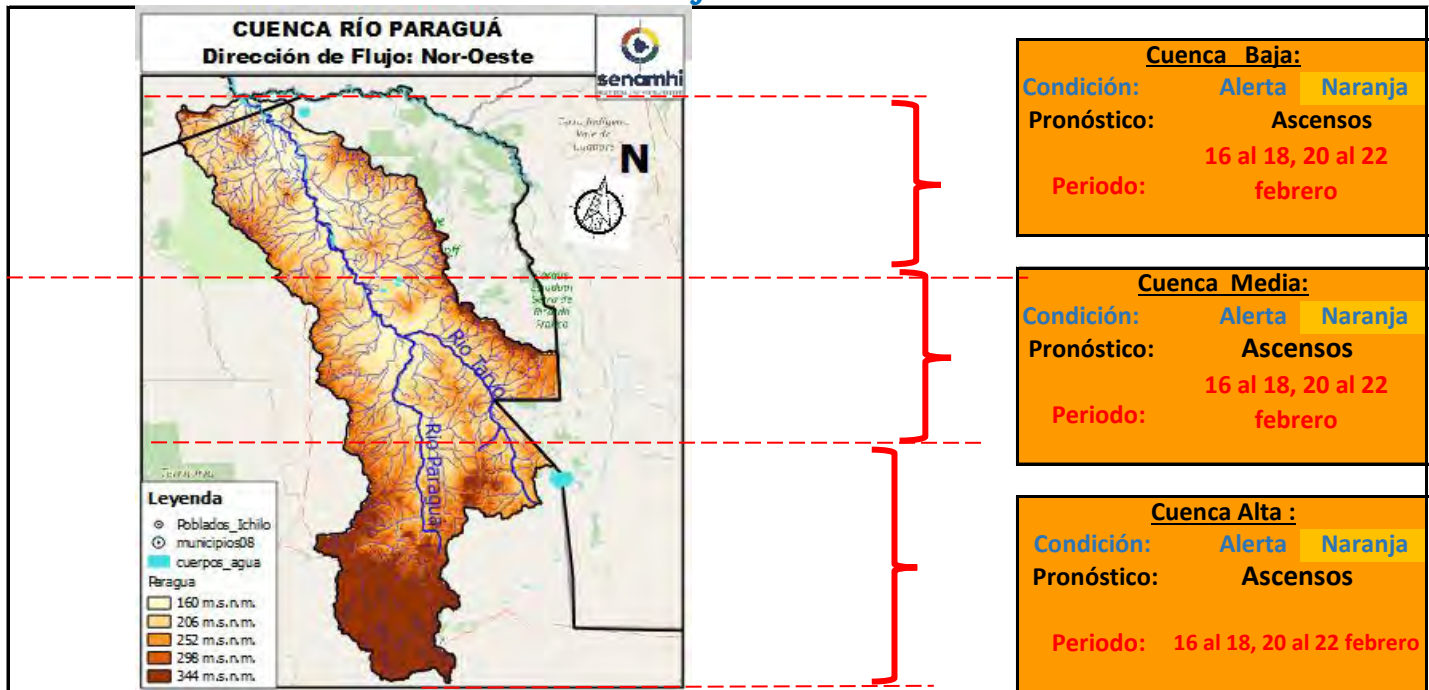 CUENCA RÍO PARAGUÁ
Dirección de Flujo: Nor-Oeste
senamhi
N
Río Tarvo
Río Paraguá
Leyenda
Poblados_Ichilo
municipios08
cuerpos_agua
Paragua
160 m.s.n.m.
206 m.s.n.m.
252 m.s.n.m.
298 m.s.n.m.
344 m.s.n.m.
Cuenca Baja:
Condición: Alerta Naranja
Pronóstico: Ascensos
16 al 18, 20 al 22
Periodo: febrero
Cuenca Media:
Condición: Alerta Naranja
Pronóstico: Ascensos
16 al 18, 20 al 22
Periodo: febrero
Cuenca Alta :
Condición: Alerta Naranja
Pronóstico: Ascensos
Periodo: 16 al 18, 20 al 22 febrero